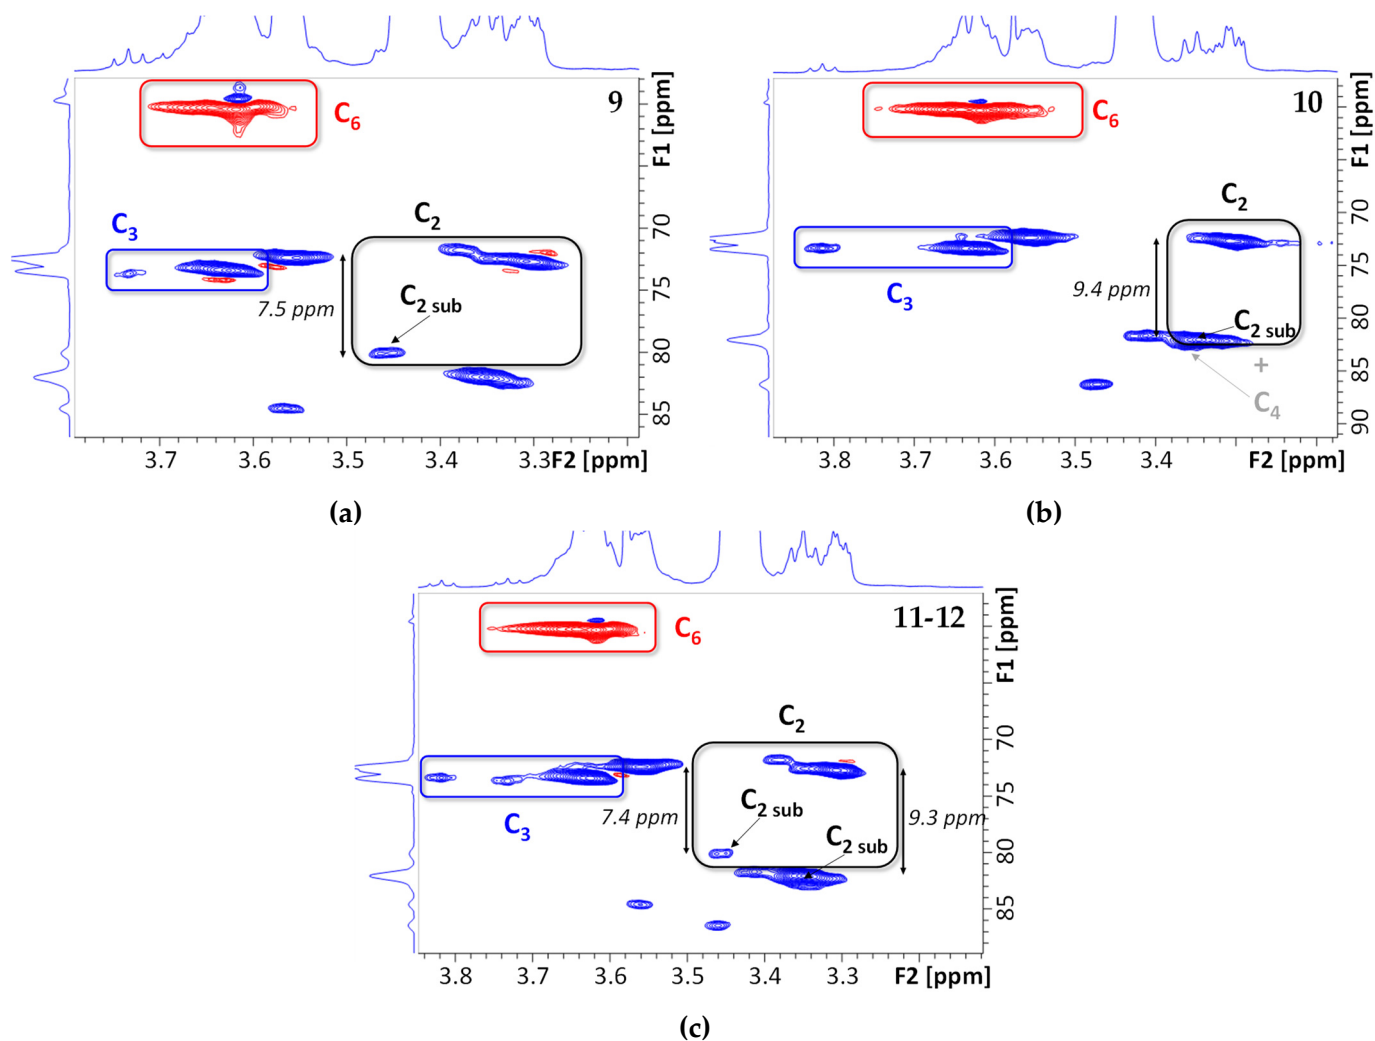 9
C6
F1 [ppm]
C3
C2
C2 sub
7.5 ppm
70
75
80
85
3.7
3.6
3.5
3.4
3.3
F2 [ppm]
(a)
10
C6
F1 [ppm]
C2
C3
9.4 ppm
C2 sub
+
C4
70
75
80
85
90
3.8
3.7
3.6
3.5
3.4
F2 [ppm]
(b)
11-12
C6
F1 [ppm]
C2
C3
7.4 ppm
C2 sub
C2 sub
9.3 ppm
70
75
80
85
3.8
3.7
3.6
3.5
3.4
3.3
F2 [ppm]
(c)